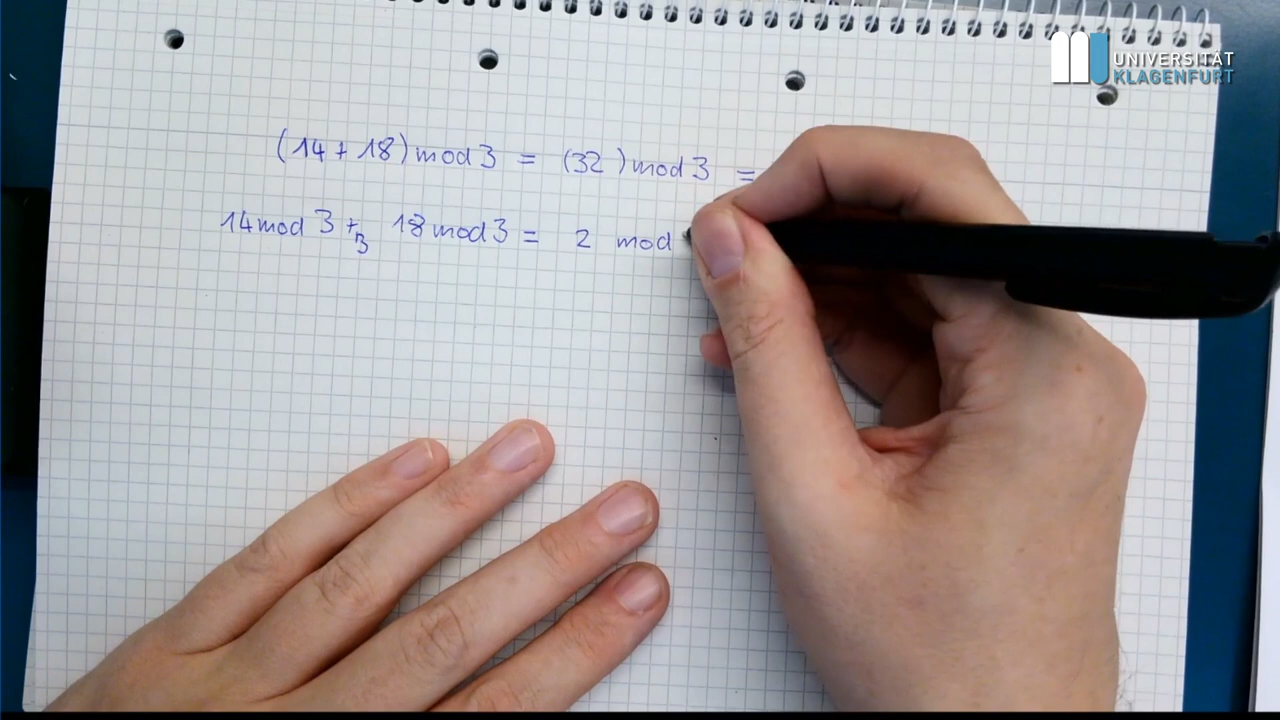 UNIVERSITÄT
KLAGENFURT
(14 + 18) mod 3 = (32) mod 3 =
14 mod 3 +₃ 18 mod 3 = 2 mod